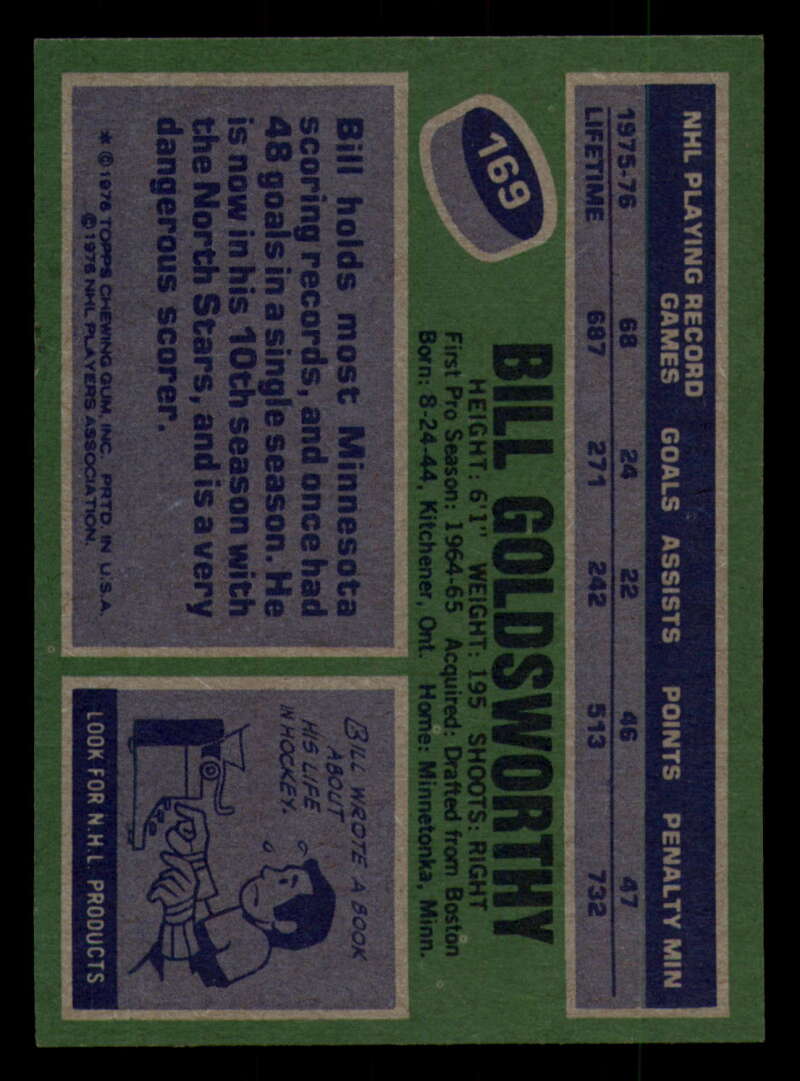 NHL PLAYING RECORD
GAMES GOALS ASSISTS POINTS PENALTY MIN
1975-76 68 24 22 46 47
LIFETIME 687 271 242 513 732
169
BILL GOLDSWORTHY
HEIGHT: 6'1" WEIGHT: 195 SHOOTS: RIGHT
First Pro Season: 1964-65 Acquired: Drafted from Boston
Born: 8-24-44, Kitchener, Ont. Home: Minnetonka, Minn.
Bill holds most Minnesota
scoring records, and once had
48 goals in a single season. He
is now in his 10th season with
the North Stars, and is a very
dangerous scorer.
* ©1976 TOPPS CHEWING GUM, INC. PRTD. IN U.S.A.
©1976 NHL PLAYERS ASSOCIATION.
BILL WROTE A BOOK
ABOUT
HIS LIFE
IN HOCKEY.
LOOK FOR N.H.L. PRODUCTS